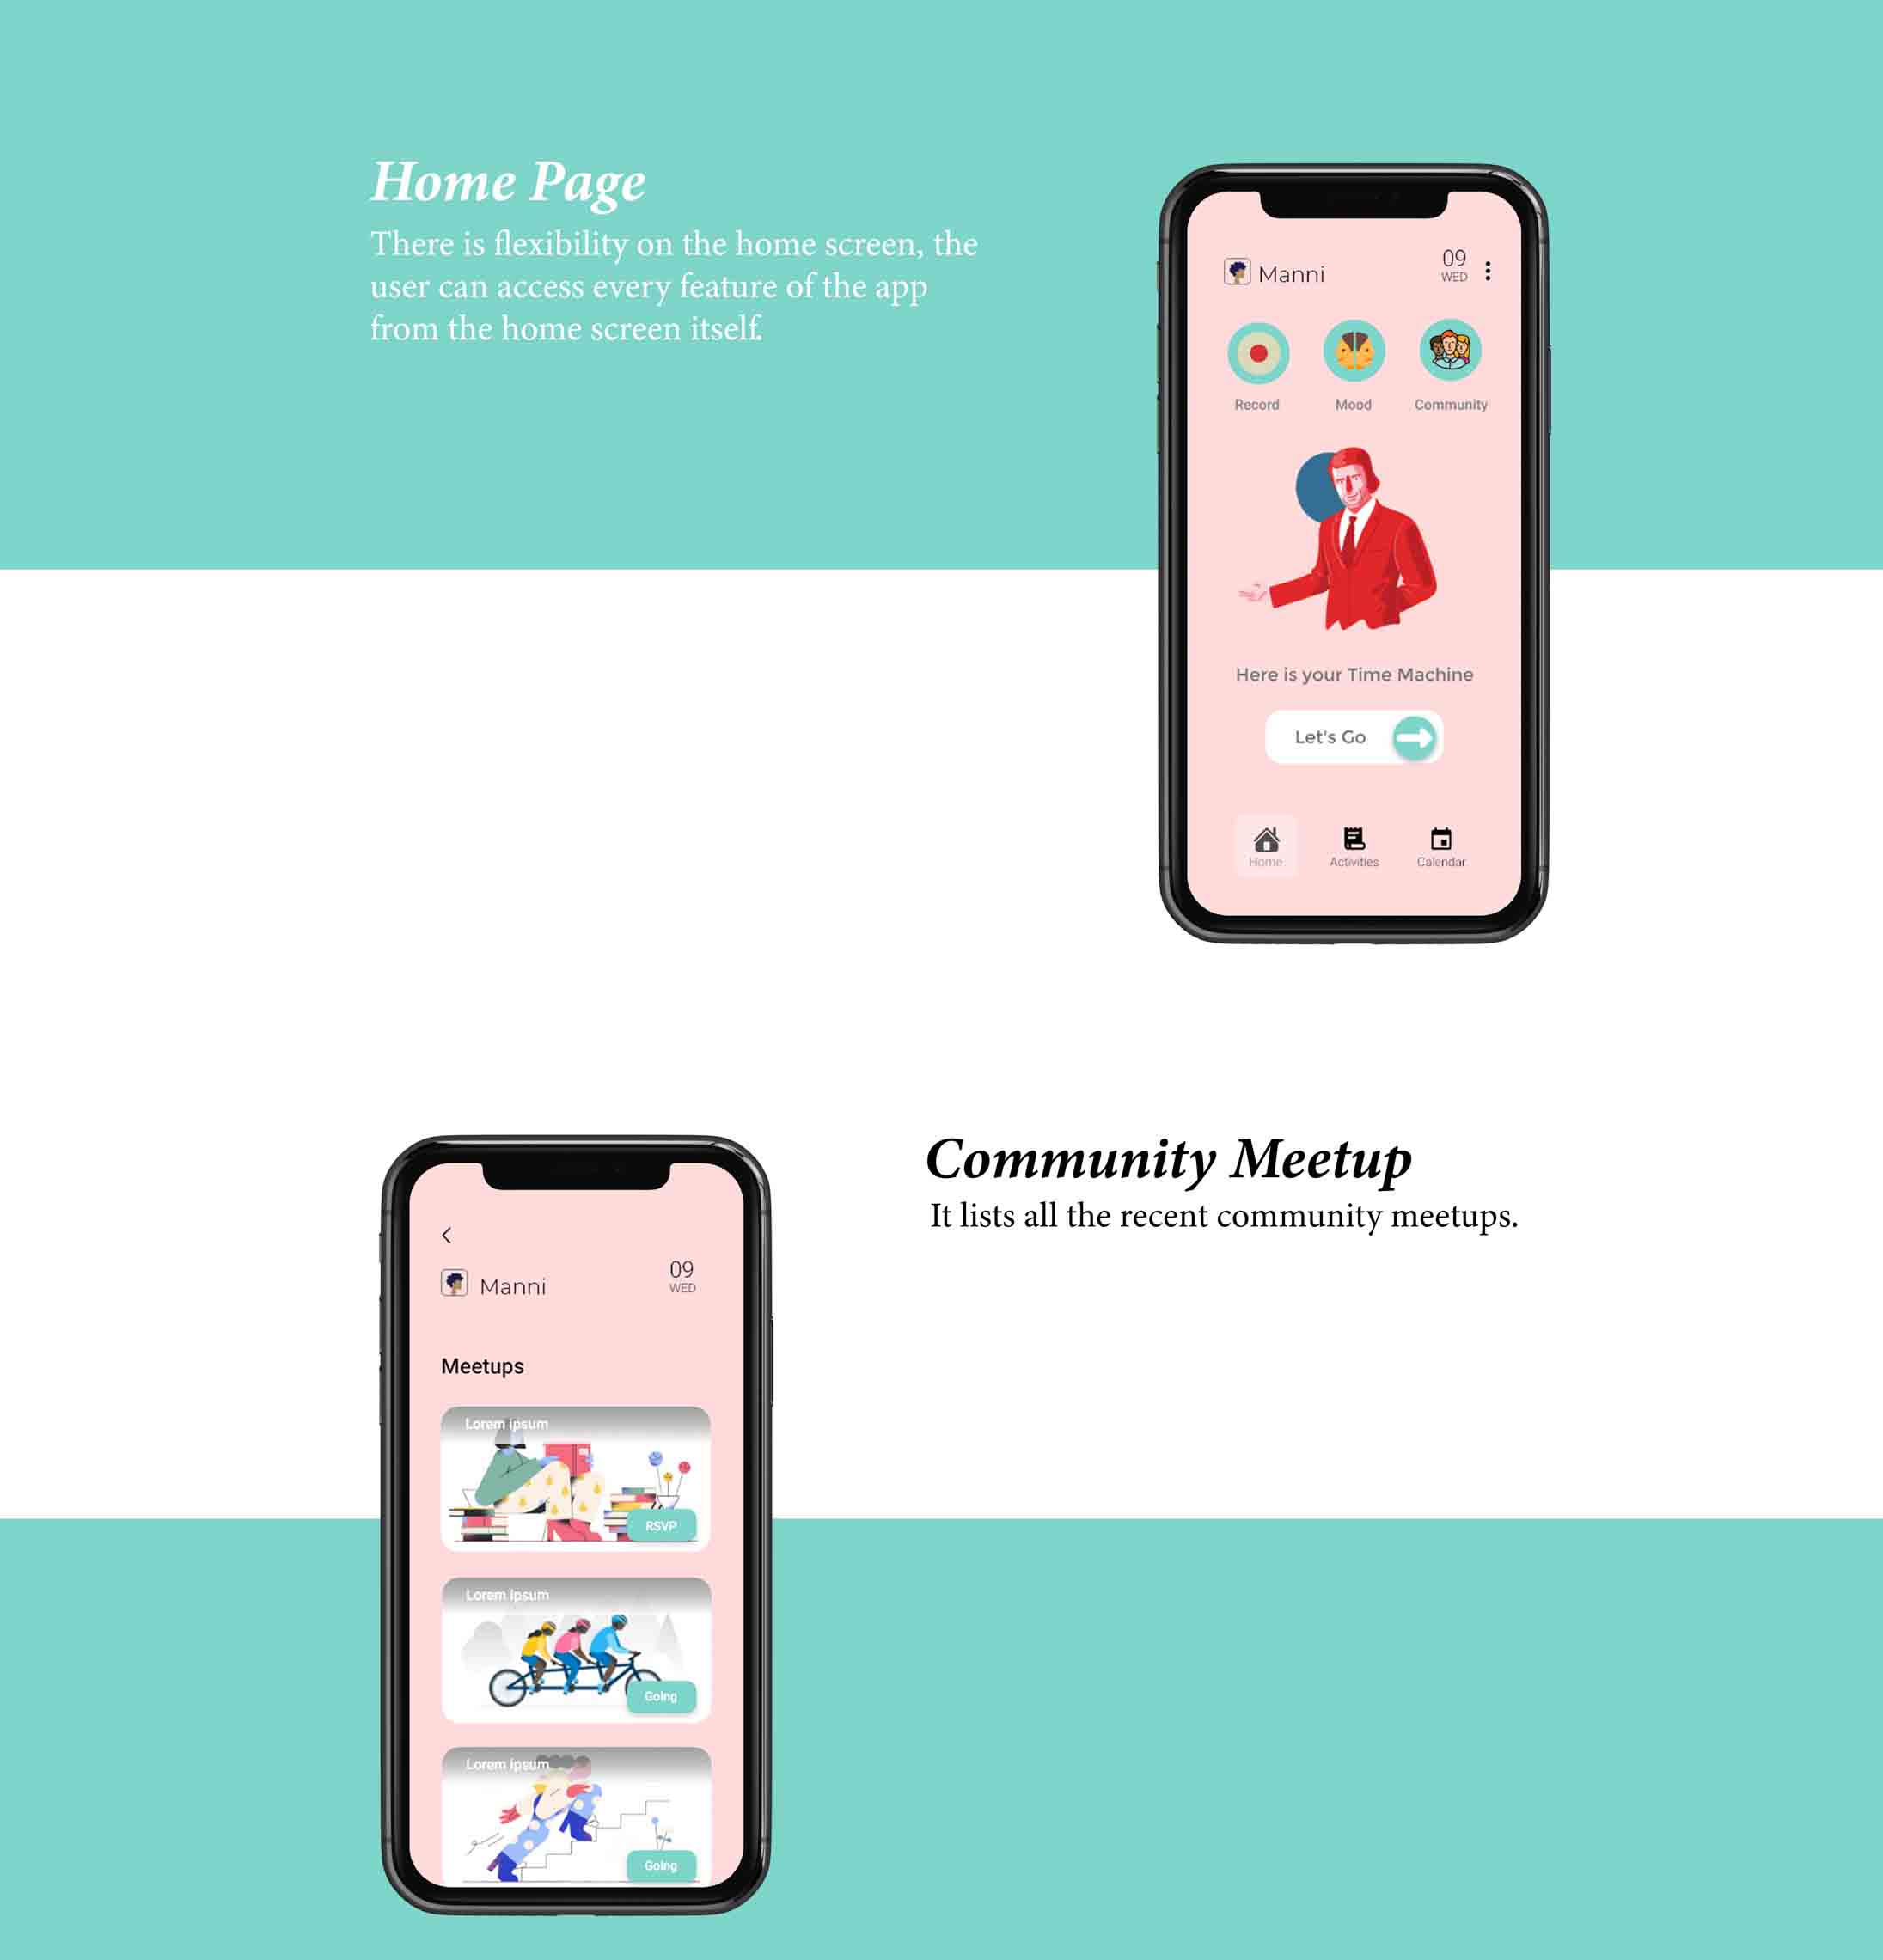 Home Page
There is flexibility on the home screen, the
user can access every feature of the app
from the home screen itself.
Manni
09
WED
Record
Mood
Community
Here is your Time Machine
Let's Go
Home
Activities
Calendar
Community Meetup
It lists all the recent community meetups.
Manni
09
WED
Meetups
Lorem ipsum
RSVP
Lorem ipsum
Going
Lorem ipsum
Going